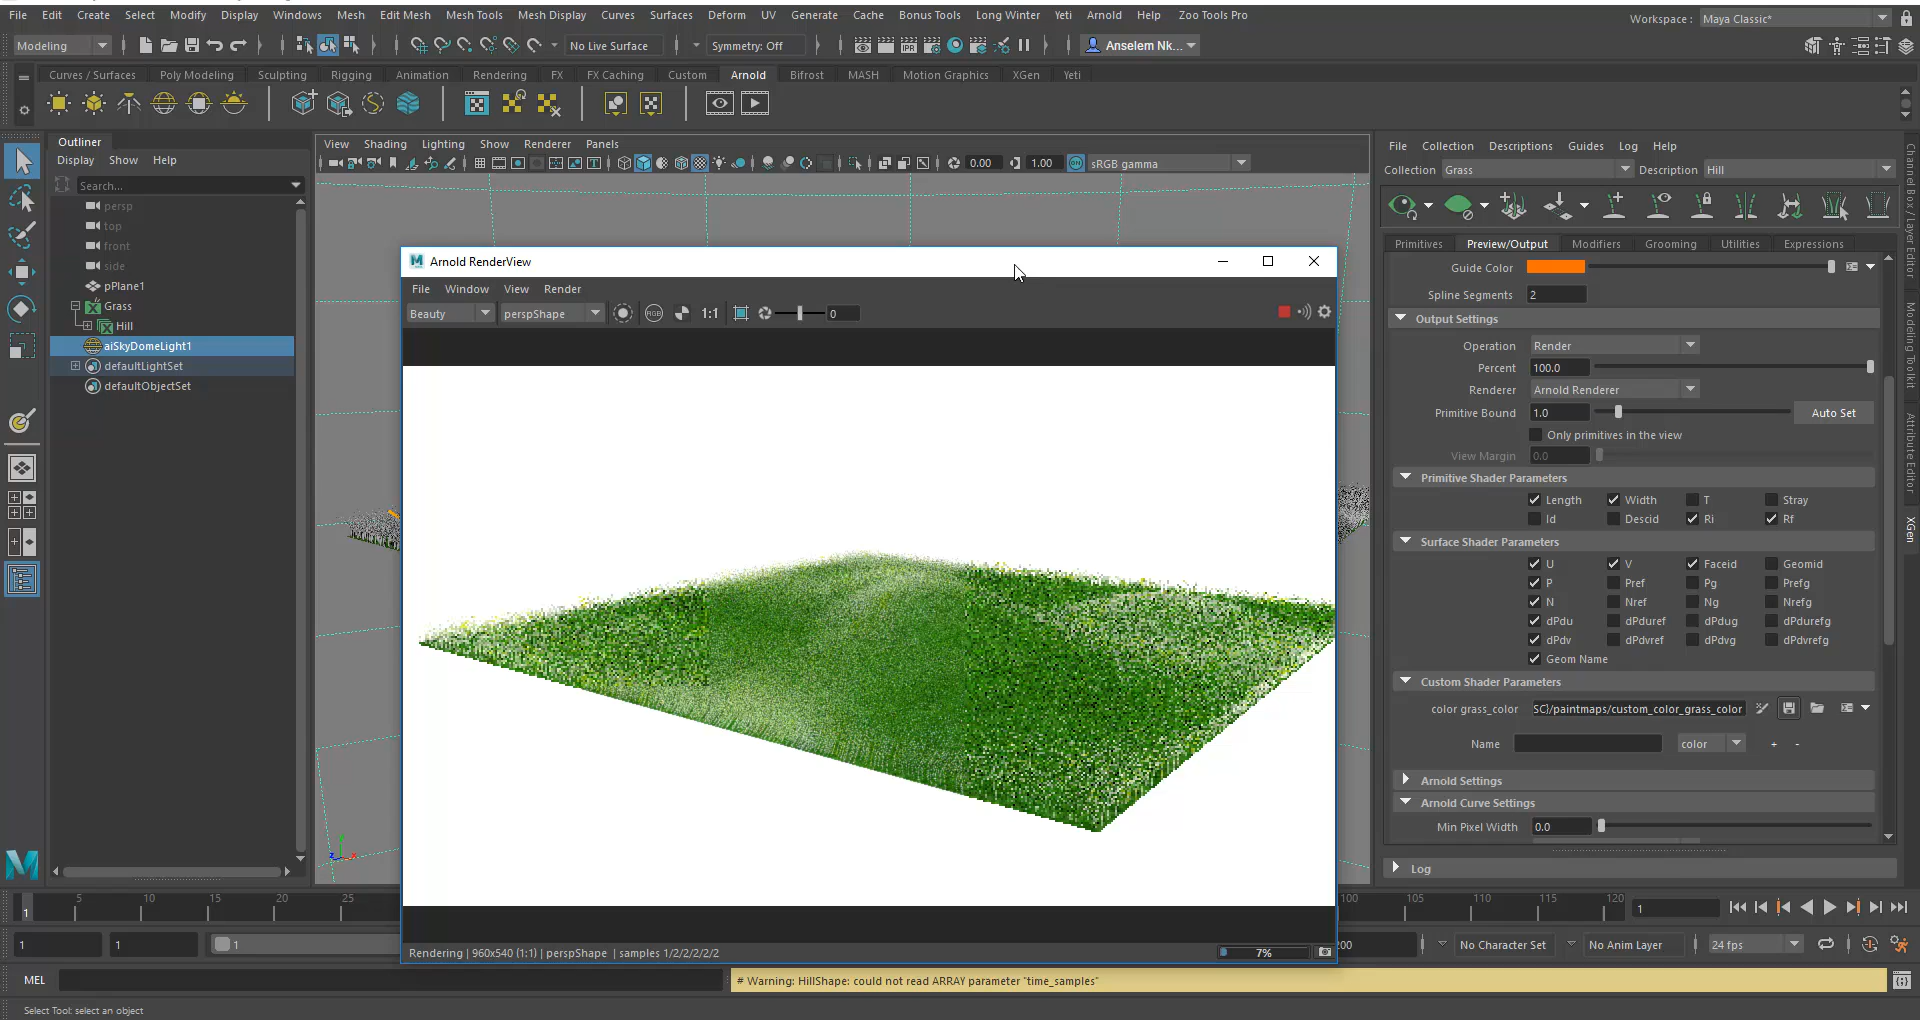 File Edit Create Select Modify Display Windows Mesh Edit Mesh Mesh Tools Mesh Display Curves Surfaces Deform UV Generate Cache Bonus Tools Long Winter Yeti Arnold Help Zoo Tools Pro
Workspace : Maya Classic*
Modeling No Live Surface Symmetry: Off IPR Anselem Nk...
Curves / Surfaces Poly Modeling Sculpting Rigging Animation Rendering FX FX Caching Custom Arnold Bifrost MASH Motion Graphics XGen Yeti
Outliner
Display Show Help
Search...
persp
top
front
side
pPlane1
Grass
Hill
aiSkyDomeLight1
defaultLightSet
defaultObjectSet
View Shading Lighting Show Renderer Panels
0.00 1.00 ON sRGB gamma
Arnold RenderView
File Window View Render
Beauty perspShape RGB 1:1 0
Rendering | 960x540 (1:1) | perspShape | samples 1/2/2/2/2/2
7%
File Collection Descriptions Guides Log Help
Collection Grass Description Hill
Primitives Preview/Output Modifiers Grooming Utilities Expressions
Guide Color
Spline Segments 2
Output Settings
Operation Render
Percent 100.0
Renderer Arnold Renderer
Primitive Bound 1.0 Auto Set
Only primitives in the view
View Margin 0.0
Primitive Shader Parameters
Length Width T Stray
Id Descid Ri Rf
Surface Shader Parameters
U V Faceid Geomid
P Pref Pg Prefg
N Nref Ng Nrefg
dPdu dPduref dPdug dPdurefg
dPdv dPdvref dPdvg dPdvrefg
Geom Name
Custom Shader Parameters
color grass_color SC}/paintmaps/custom_color_grass_color
Name color + -
Arnold Settings
Arnold Curve Settings
Min Pixel Width 0.0
Log
Channel Box / Layer Editor
Modeling Toolkit
Attribute Editor
XGen
1 5 10 15 20 25 100 105 110 115 120 1
1 1 1 200 No Character Set No Anim Layer 24 fps
MEL # Warning: HillShape: could not read ARRAY parameter "time_samples"
Select Tool: select an object